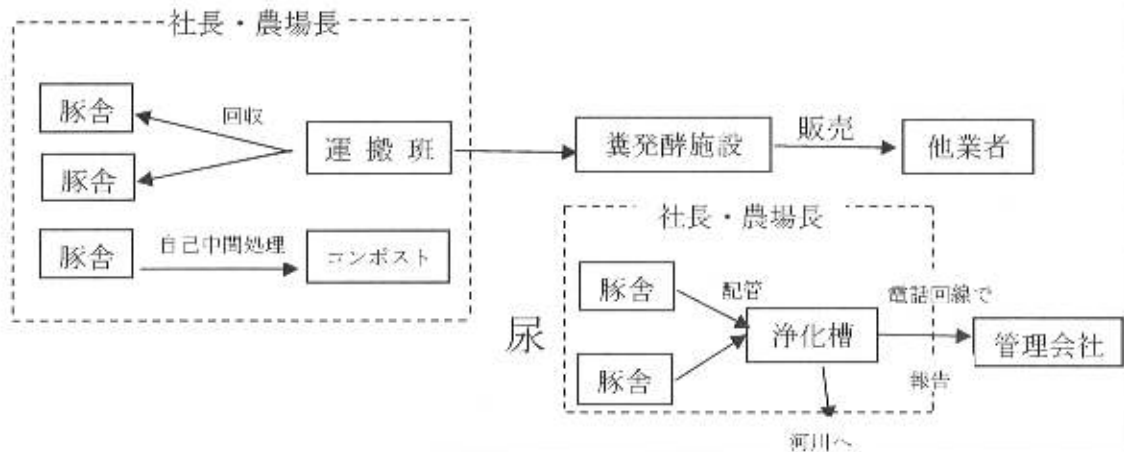 社長・農場長
豚舎
回収
運搬班
糞発酵施設
販売
他業者
豚舎
豚舎
自己中間処理
コンポスト
社長・農場長
尿
豚舎
配管
浄化槽
電話回線で
報告
管理会社
豚舎
河川へ